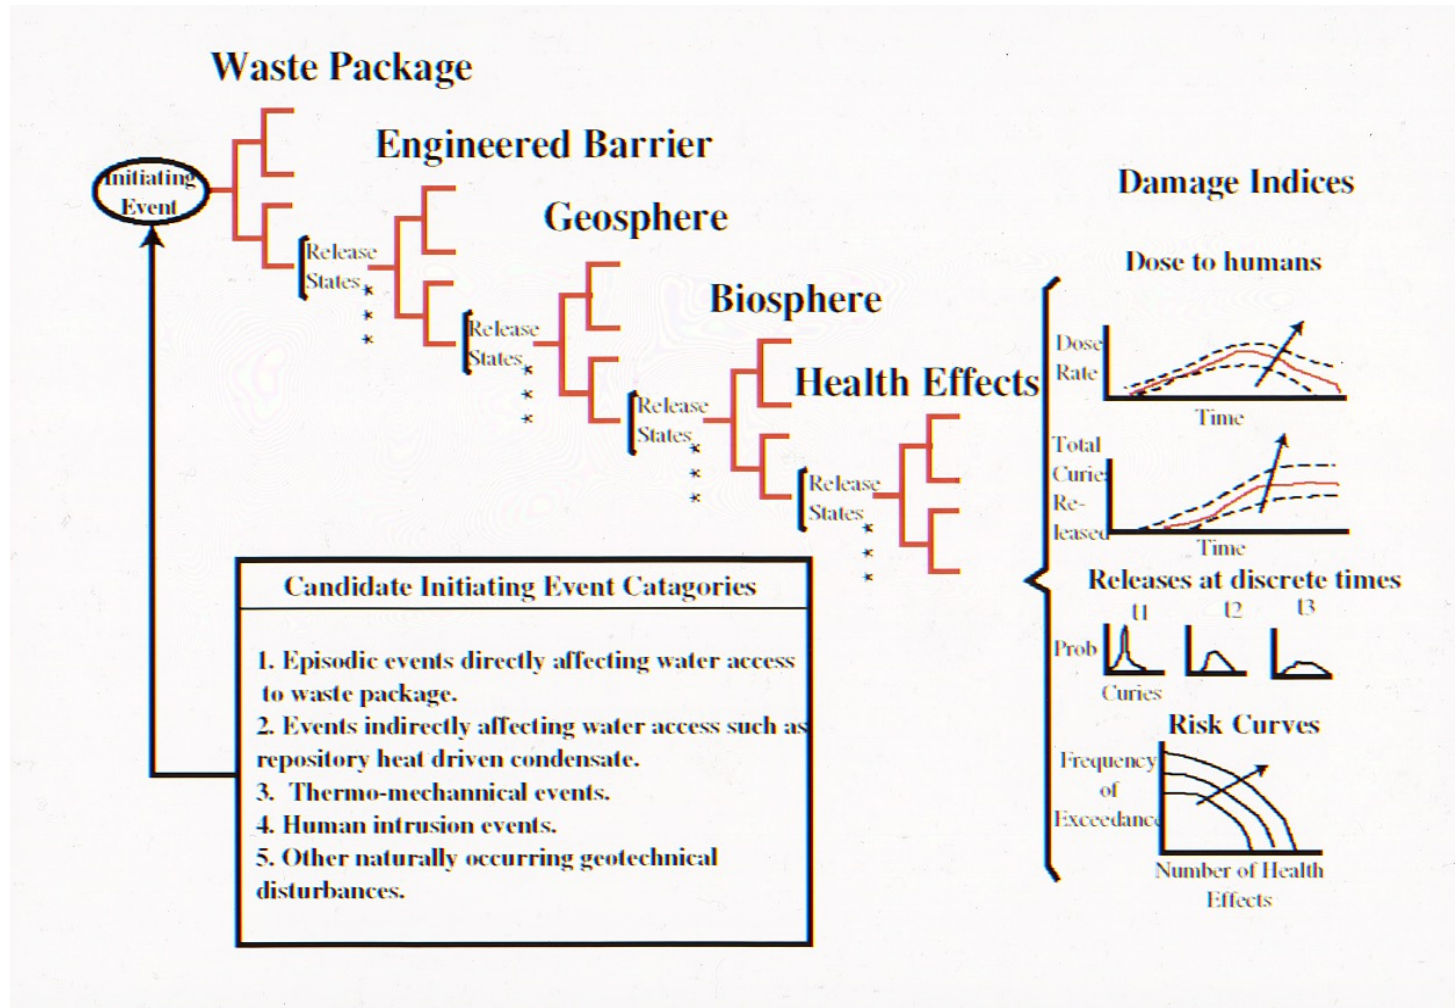 Waste Package
Engineered Barrier
Geosphere
Biosphere
Health Effects
Initiating
Event
Release
States
*
*
*
Release
States
*
*
*
Release
States
*
*
*
Release
States
*
*
*
Candidate Initiating Event Catagories
1. Episodic events directly affecting water access
to waste package.
2. Events indirectly affecting water access such as
repository heat driven condensate.
3. Thermo-mechannical events.
4. Human intrusion events.
5. Other naturally occurring geotechnical
disturbances.
Damage Indices
Dose to humans
Dose
Rate
Time
Total
Curies
Re-
leased
Time
Releases at discrete times
t1 t2 t3
Prob
Curies
Risk Curves
Frequency
of
Exceedance
Number of Health
Effects